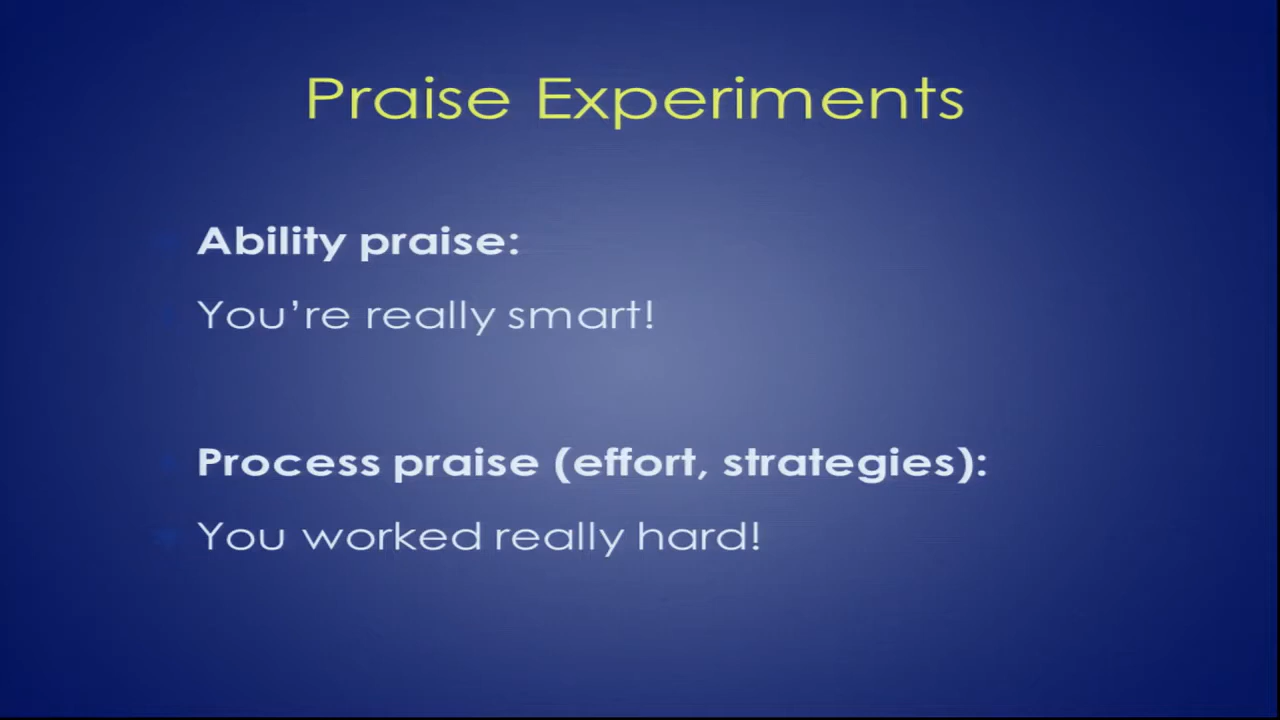 Praise Experiments
Ability praise:
You’re really smart!
Process praise (effort, strategies):
You worked really hard!